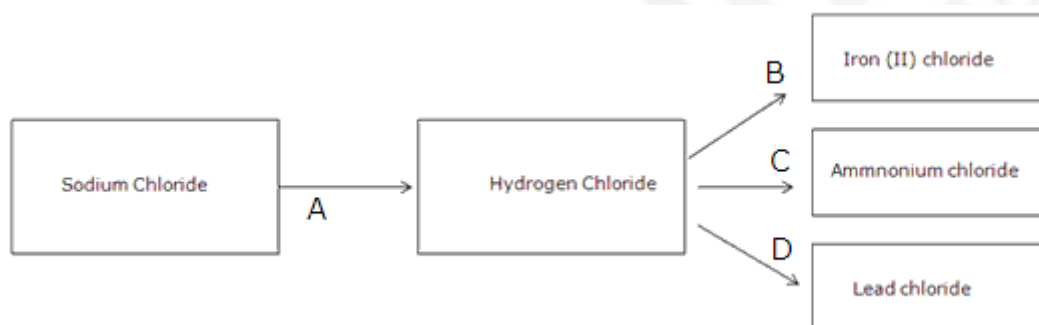 B
Iron (II) chloride
Sodium Chloride
A
Hydrogen Chloride
C
Ammnonium chloride
D
Lead chloride